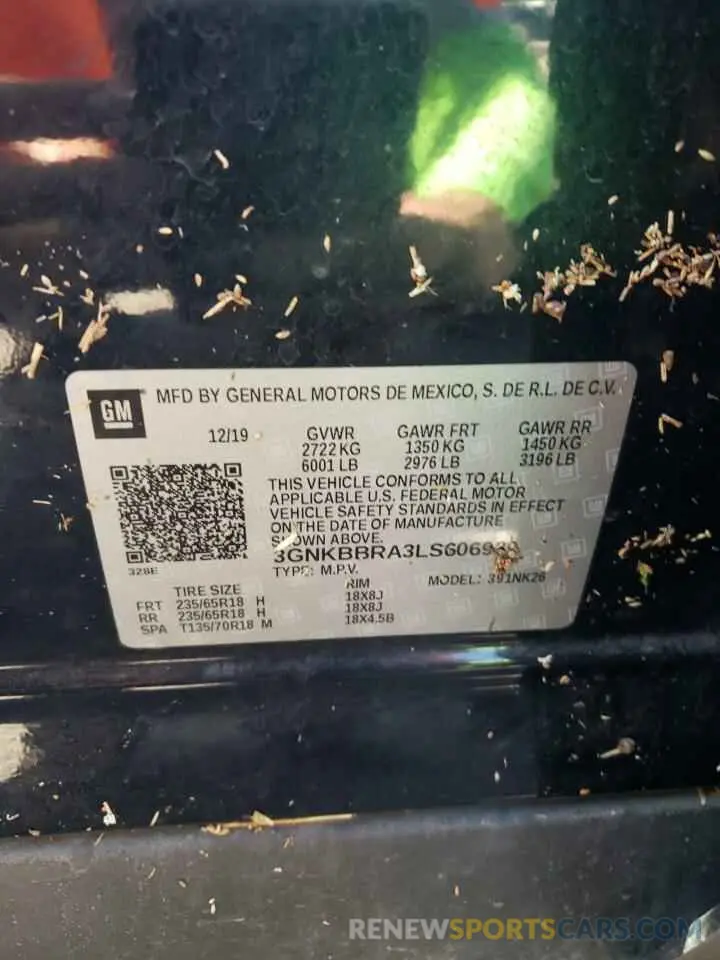 GM
MFD BY GENERAL MOTORS DE MEXICO, S. DE R.L. DE C.V.
12/19 GVWR GAWR FRT GAWR RR
2722 KG 1350 KG 1450 KG
6001 LB 2976 LB 3196 LB
THIS VEHICLE CONFORMS TO ALL
APPLICABLE U.S. FEDERAL MOTOR
VEHICLE SAFETY STANDARDS IN EFFECT
ON THE DATE OF MANUFACTURE
SHOWN ABOVE.
328E
TYPE: M.P.V. MODEL: 391NK26
TIRE SIZE RIM
FRT 235/65R18 H 18X8J
RR 235/65R18 H 18X8J
SPA T135/70R18 M 18X4.5B
RENEWSPORTSCARS.COM